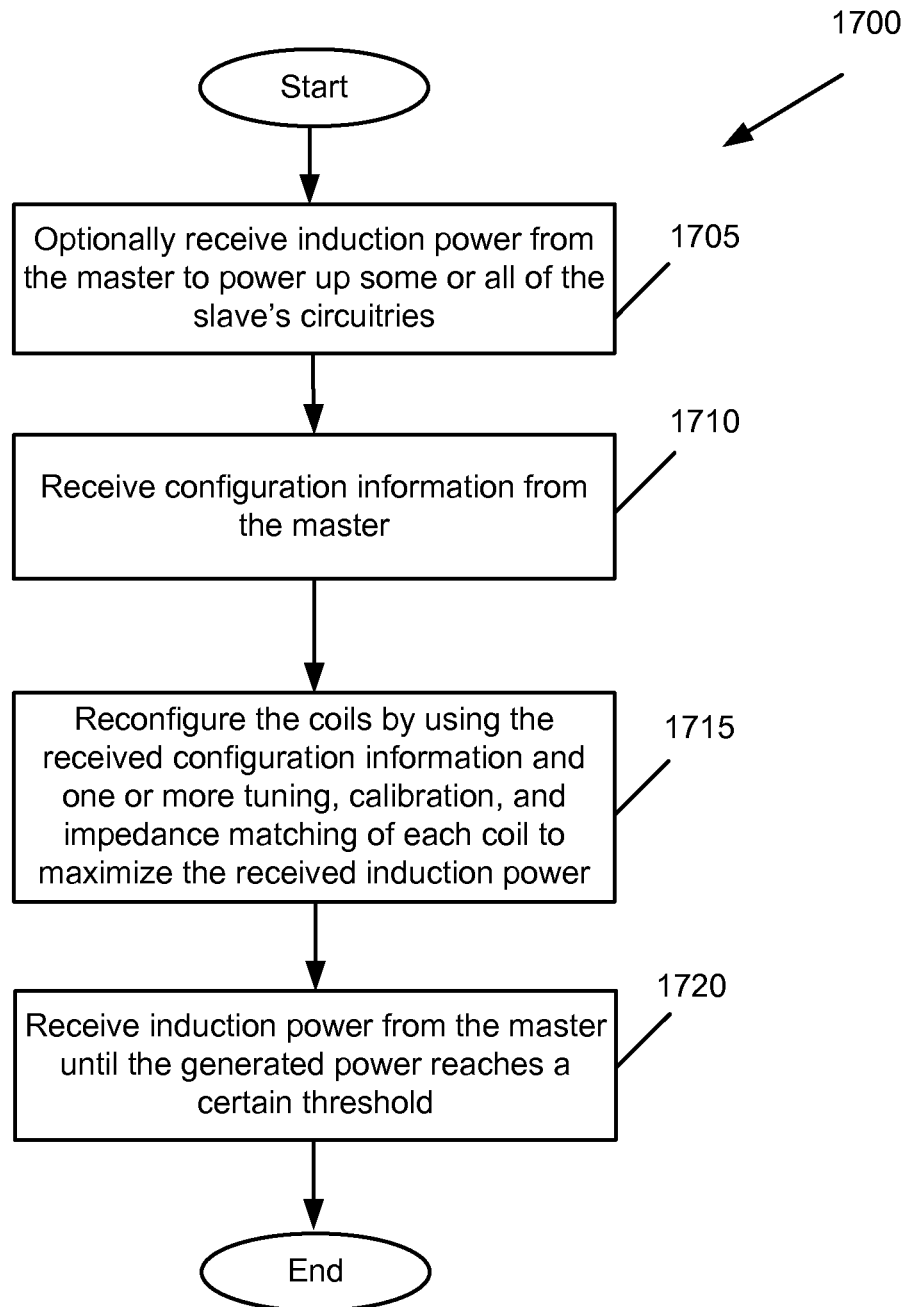 1700
Start
Optionally receive induction power from
the master to power up some or all of the
slave's circuitries
1705
Receive configuration information from
the master
1710
Reconfigure the coils by using the
received configuration information and
one or more tuning, calibration, and
impedance matching of each coil to
maximize the received induction power
1715
Receive induction power from the master
until the generated power reaches a
certain threshold
1720
End